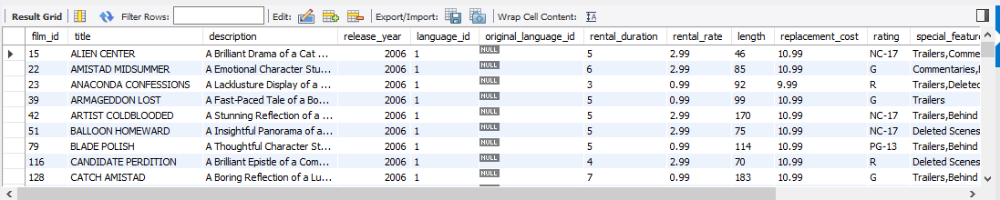 Result Grid Filter Rows: Edit: Export/Import: Wrap Cell Content: IA
film_id title description release_year language_id original_language_id rental_duration rental_rate length replacement_cost rating special_feature
15 ALIEN CENTER A Brilliant Drama of a Cat ... 2006 1 NULL 5 2.99 46 10.99 NC-17 Trailers,Comme
22 AMISTAD MIDSUMMER A Emotional Character Stu... 2006 1 NULL 6 2.99 85 10.99 G Commentaries,
23 ANACONDA CONFESSIONS A Lacklusture Display of a ... 2006 1 NULL 3 0.99 92 9.99 R Trailers,Deleted
39 ARMAGEDDON LOST A Fast-Paced Tale of a Bo... 2006 1 NULL 5 0.99 99 10.99 G Trailers
42 ARTIST COLDBLOODED A Stunning Reflection of a ... 2006 1 NULL 5 2.99 170 10.99 NC-17 Trailers,Behind
51 BALLOON HOMEWARD A Insightful Panorama of a... 2006 1 NULL 5 2.99 75 10.99 NC-17 Deleted Scenes
79 BLADE POLISH A Thoughtful Character St... 2006 1 NULL 5 0.99 114 10.99 PG-13 Trailers,Behind
116 CANDIDATE PERDITION A Brilliant Epistle of a Com... 2006 1 NULL 4 2.99 70 10.99 R Deleted Scenes
128 CATCH AMISTAD A Boring Reflection of a Lu... 2006 1 NULL 7 0.99 183 10.99 G Trailers,Behind